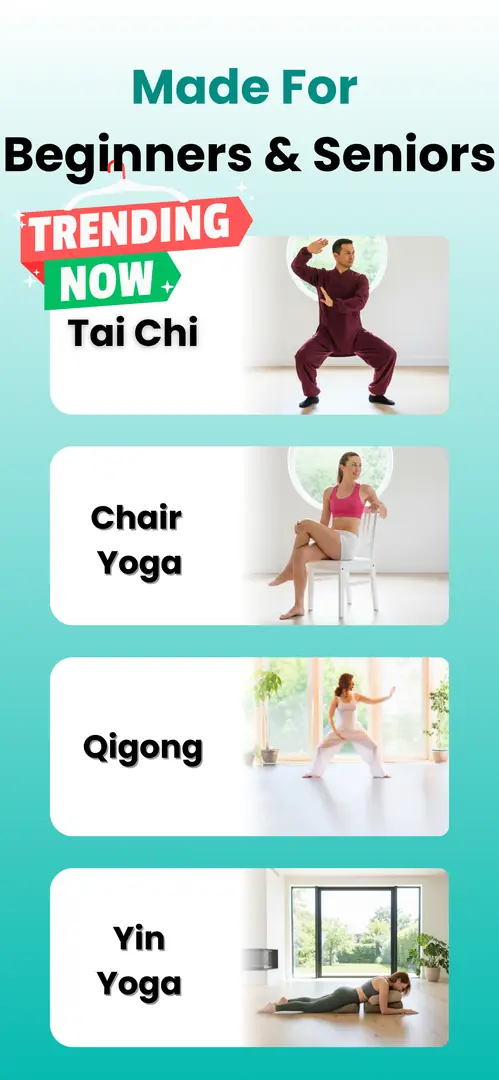 Made For
Beginners & Seniors
TRENDING
NOW
Tai Chi
Chair
Yoga
Qigong
Yin
Yoga